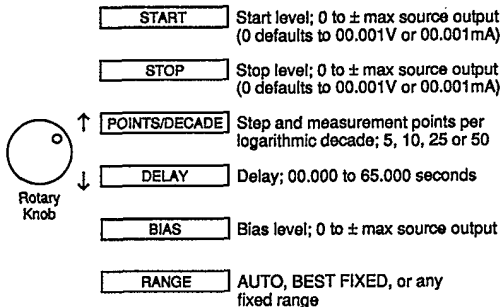 START
Start level; 0 to ± max source output
(0 defaults to 00.001V or 00.001mA)
STOP
Stop level; 0 to ± max source output
(0 defaults to 00.001V or 00.001mA)
↑
POINTS/DECADE
Step and measurement points per
logarithmic decade; 5, 10, 25 or 50
↓
DELAY
Delay; 00.000 to 65.000 seconds
Rotary
Knob
BIAS
Bias level; 0 to ± max source output
RANGE
AUTO, BEST FIXED, or any
fixed range